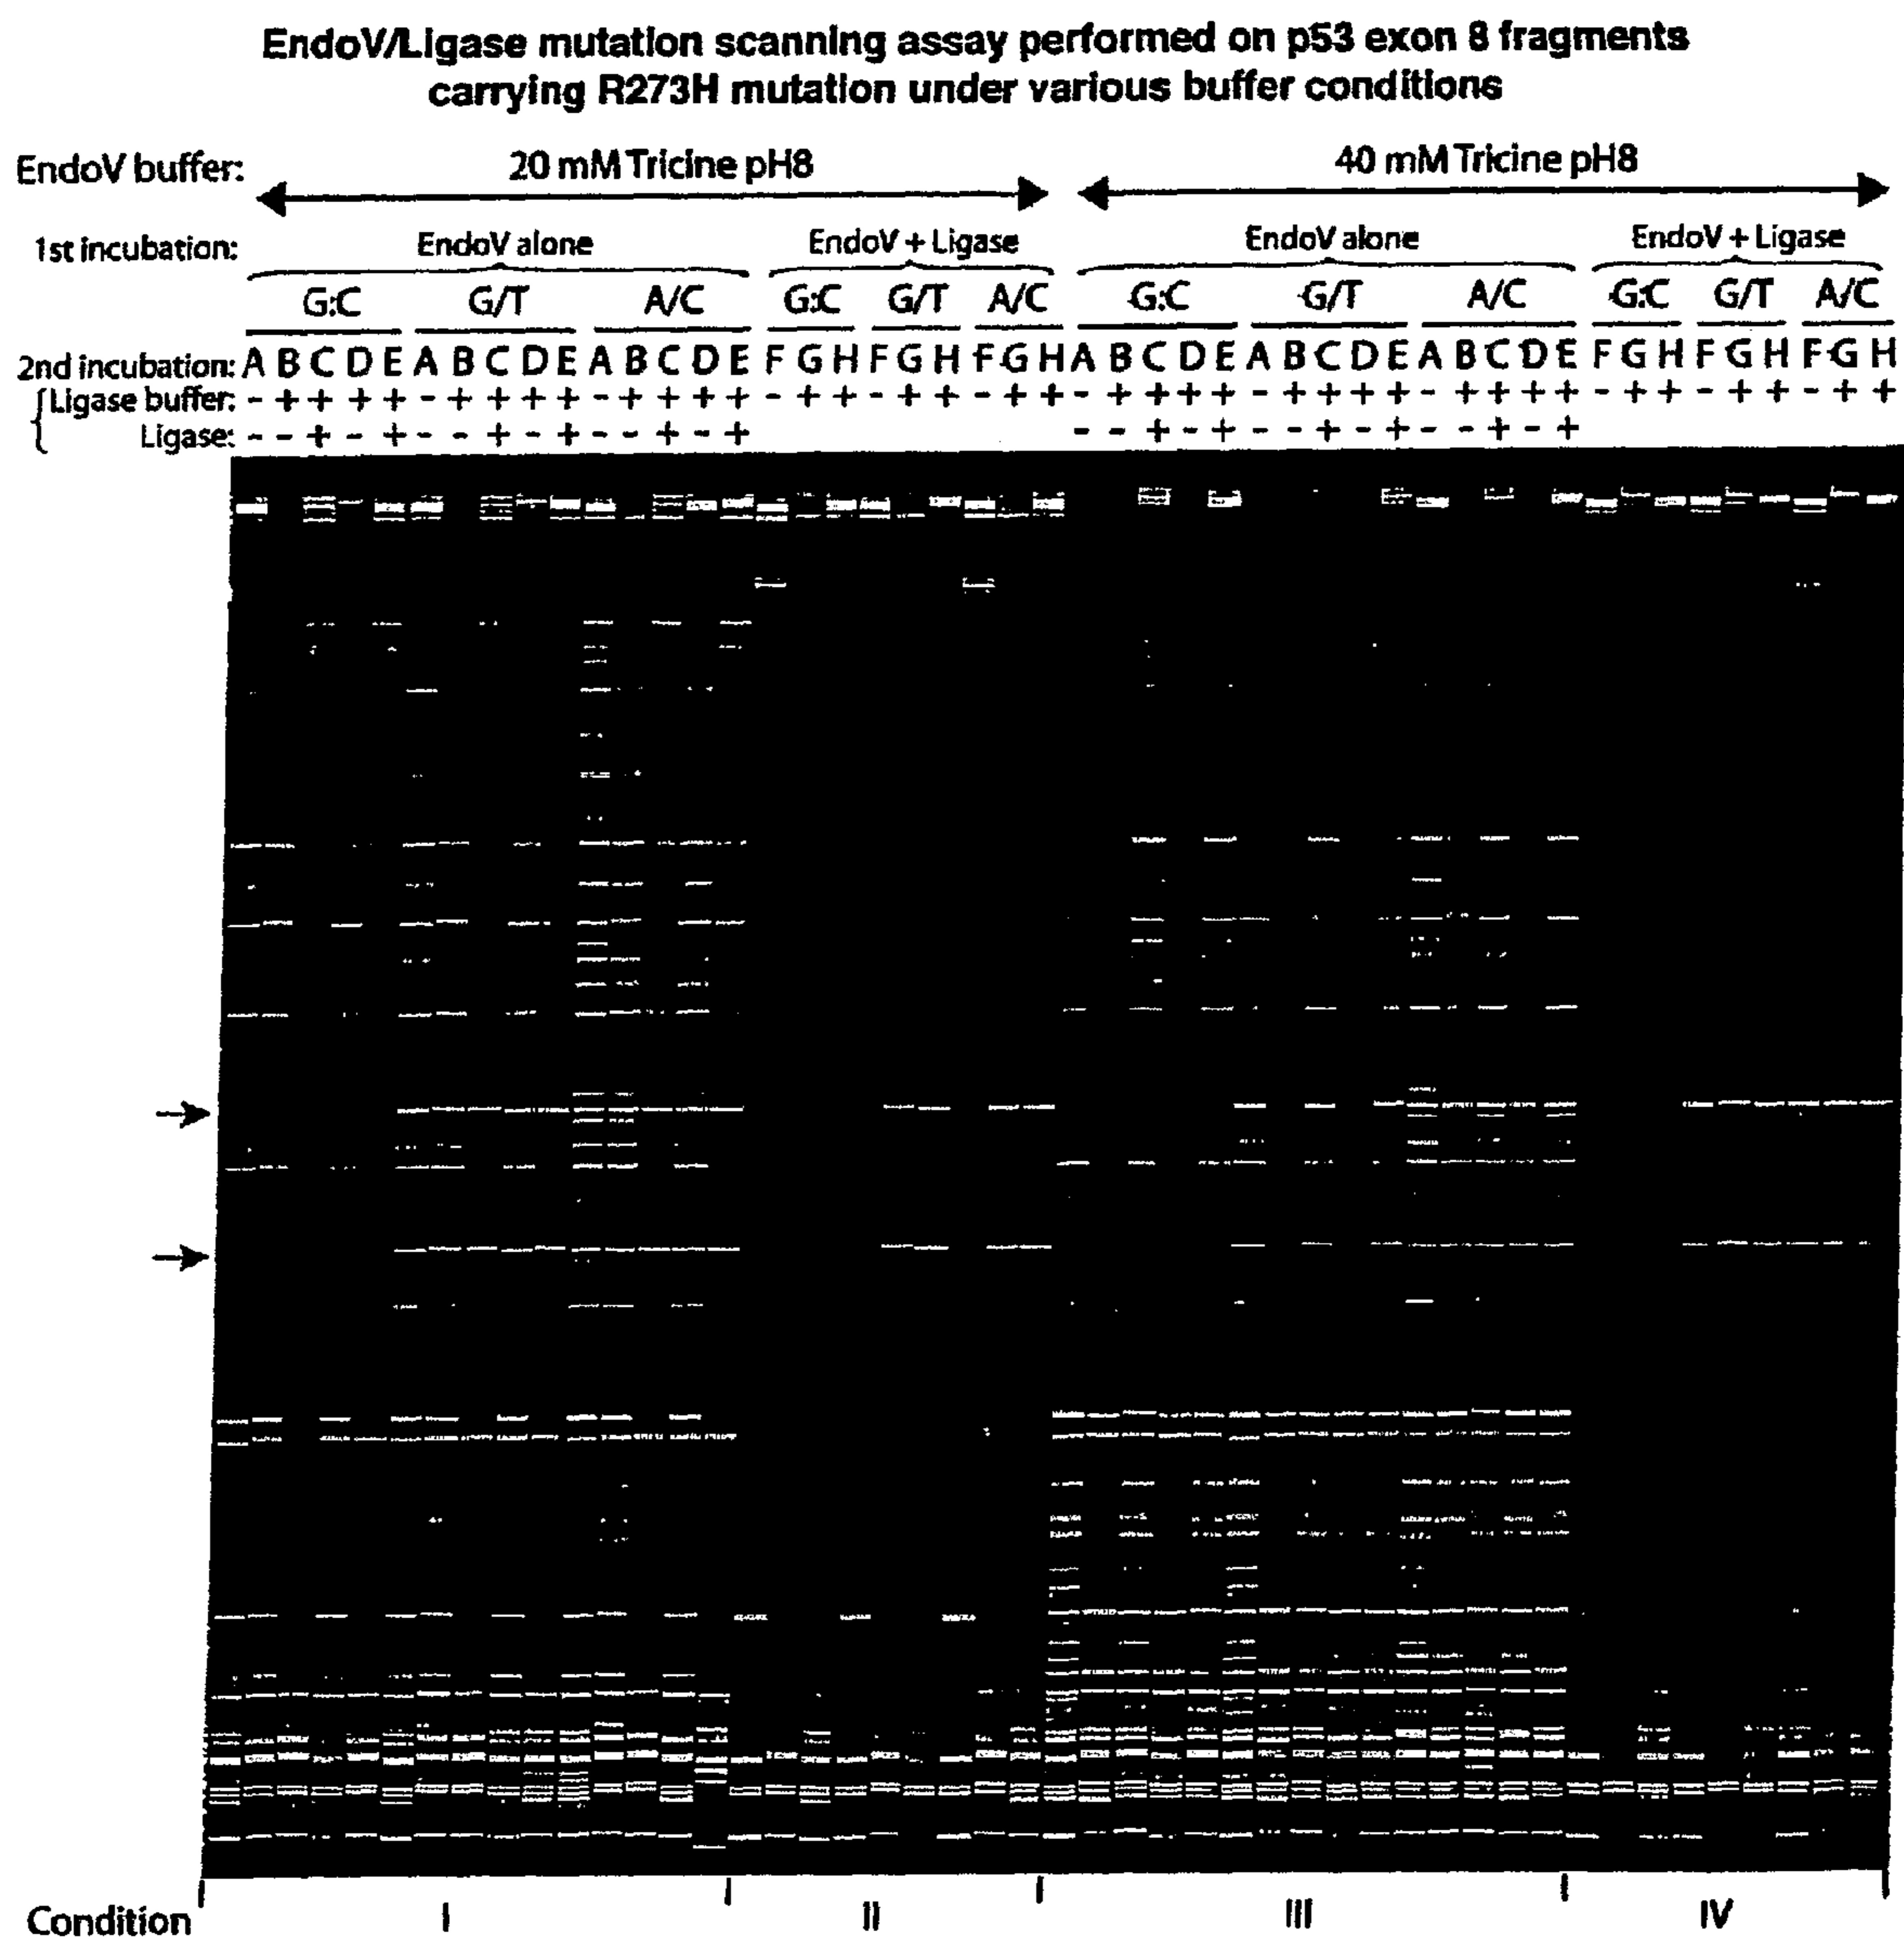 EndoV/Ligase mutation scanning assay performed on p53 exon 8 fragments
carrying R273H mutation under various buffer conditions
EndoV buffer: 20 mM Tricine pH8 40 mM Tricine pH8
1st incubation: EndoV alone EndoV + Ligase EndoV alone EndoV + Ligase
G:C G/T A/C G:C G/T A/C G:C G/T A/C G:C G/T A/C
2nd incubation: A B C D E A B C D E A B C D E F G H F G H F G H A B C D E A B C D E A B C D E F G H F G H F G H
Ligase buffer: - + + + + - + + + + - + + + + - + + - + + - + + - + + + + - + + + + - + + + + - + + - + + - + +
Ligase: - - + - + - - + - + - - + - + - - + - + - - + - + - - + - +
Condition I II III IV